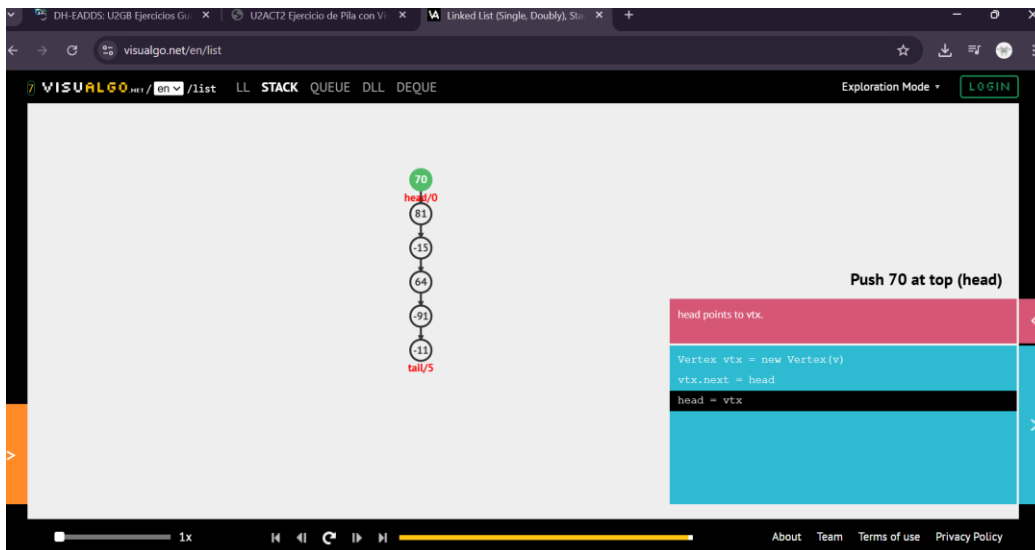 DH-EADDS: U2GB Ejercicios Gu
U2ACT2 Ejercicio de Pila con Vi
Linked List (Single, Doubly), Sta
visualgo.net/en/list
7 VISUALGO.NET / en /list LL STACK QUEUE DLL DEQUE Exploration Mode LOGIN
70
head/0
81
-15
64
-91
-11
tail/5
Push 70 at top (head)
head points to vtx.
Vertex vtx = new Vertex(v)
vtx.next = head
head = vtx
1x
About Team Terms of use Privacy Policy